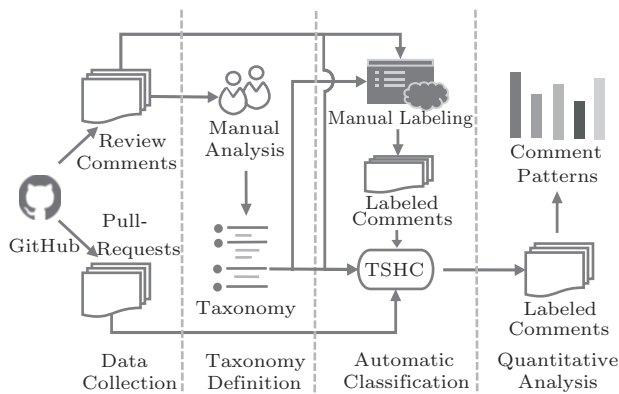 Review
Comments
GitHub
Pull-
Requests
Manual
Analysis
Taxonomy
Manual Labeling
Labeled
Comments
TSHC
Comment
Patterns
Labeled
Comments
Data
Collection
Taxonomy
Definition
Automatic
Classification
Quantitative
Analysis